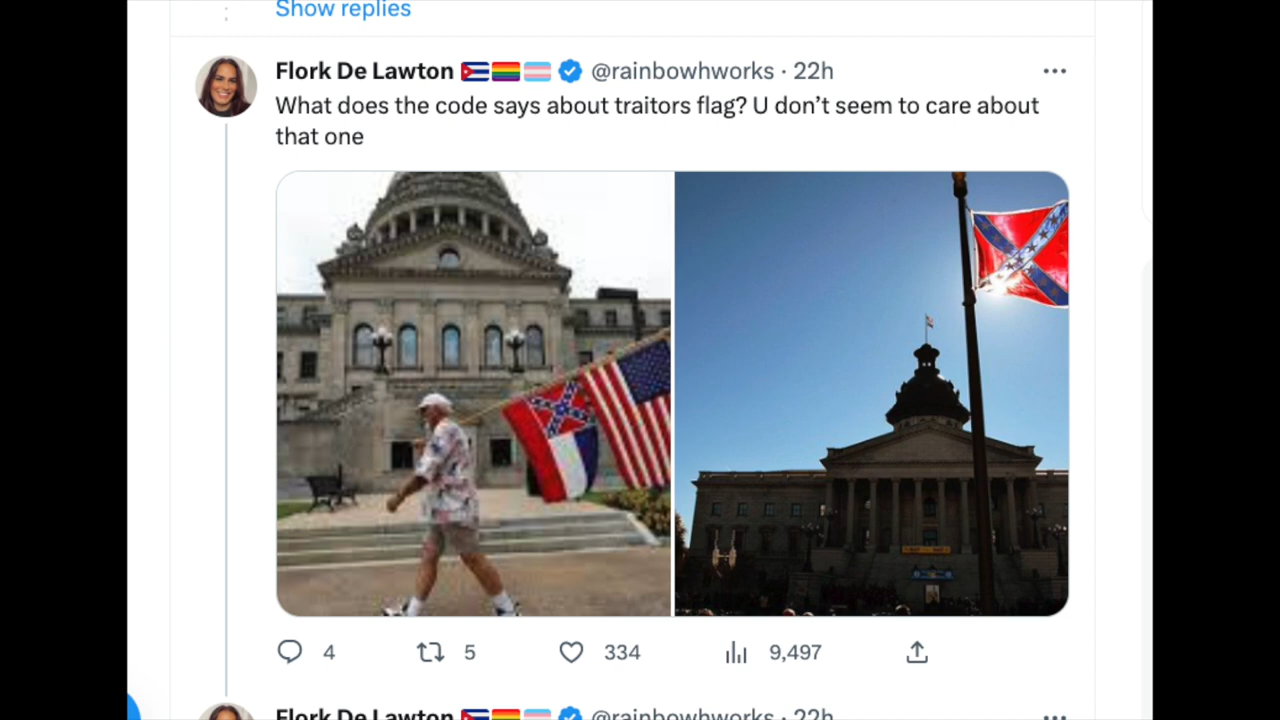 Show replies
Flork De Lawton 🇨🇺🏳️‍🌈🏳️‍⚧️ @rainbowhworks · 22h
What does the code says about traitors flag? U don’t seem to care about
that one
4 5 334 9,497
Flork De Lawton 🇨🇺🏳️‍🌈🏳️‍⚧️ @rainbowhworks · 22h